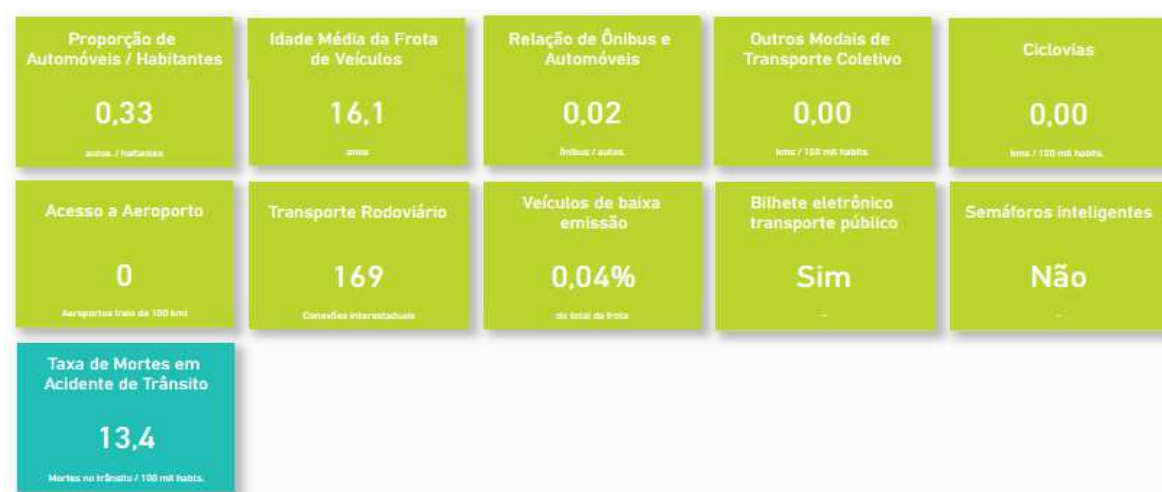 Proporção de
Automóveis / Habitantes
0,33
autos. / haitantes
Idade Média da Frota
de Veículos
16,1
anos
Relação de Ônibus e
Automóveis
0,02
ônibus / autos.
Outros Modais de
Transporte Coletivo
0,00
kms / 100 mil habits.
Ciclovias
0,00
kms / 100 mil habits.
Acesso a Aeroporto
0
Aeroportos (raio de 100 km)
Transporte Rodoviário
169
Conexões interestaduais
Veículos de baixa
emissão
0,04%
do total da frota
Bilhete eletrônico
transporte público
Sim
-
Semáforos inteligentes
Não
-
Taxa de Mortes em
Acidente de Trânsito
13,4
Mortes no trânsito / 100 mil habts.